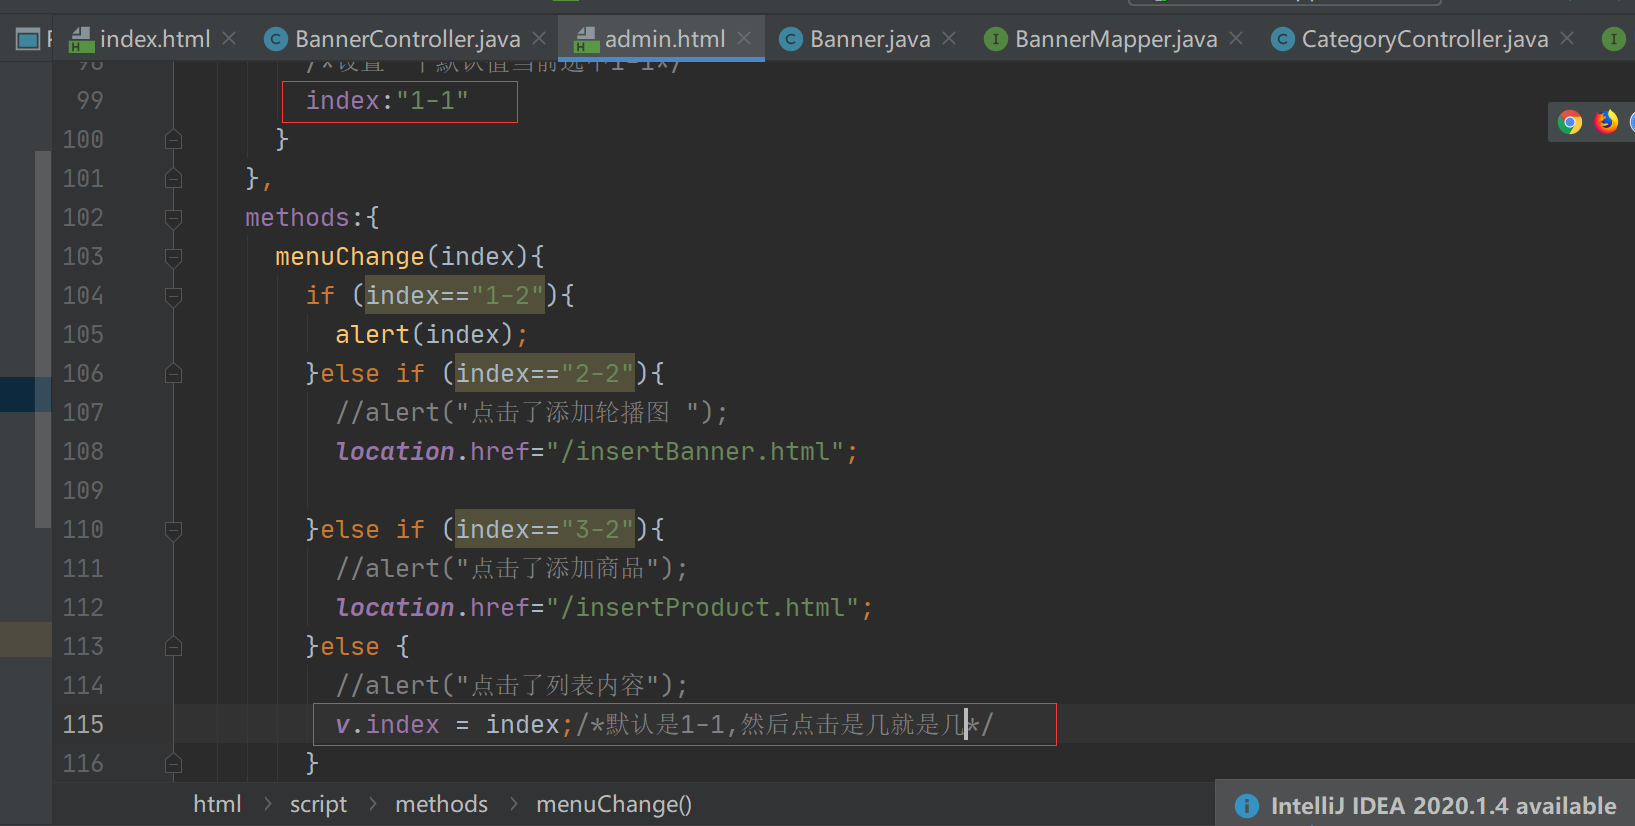 index.html BannerController.java admin.html Banner.java BannerMapper.java CategoryController.java
99 index:"1-1"
100 }
101 },
102 methods:{
103 menuChange(index){
104 if (index=="1-2"){
105 alert(index);
106 }else if (index=="2-2"){
107 //alert("点击了添加轮播图 ");
108 location.href="/insertBanner.html";
109
110 }else if (index=="3-2"){
111 //alert("点击了添加商品");
112 location.href="/insertProduct.html";
113 }else {
114 //alert("点击了列表内容");
115 v.index = index;/*默认是1-1,然后点击是几就是几*/
116 }
html > script > methods > menuChange()
IntelliJ IDEA 2020.1.4 available